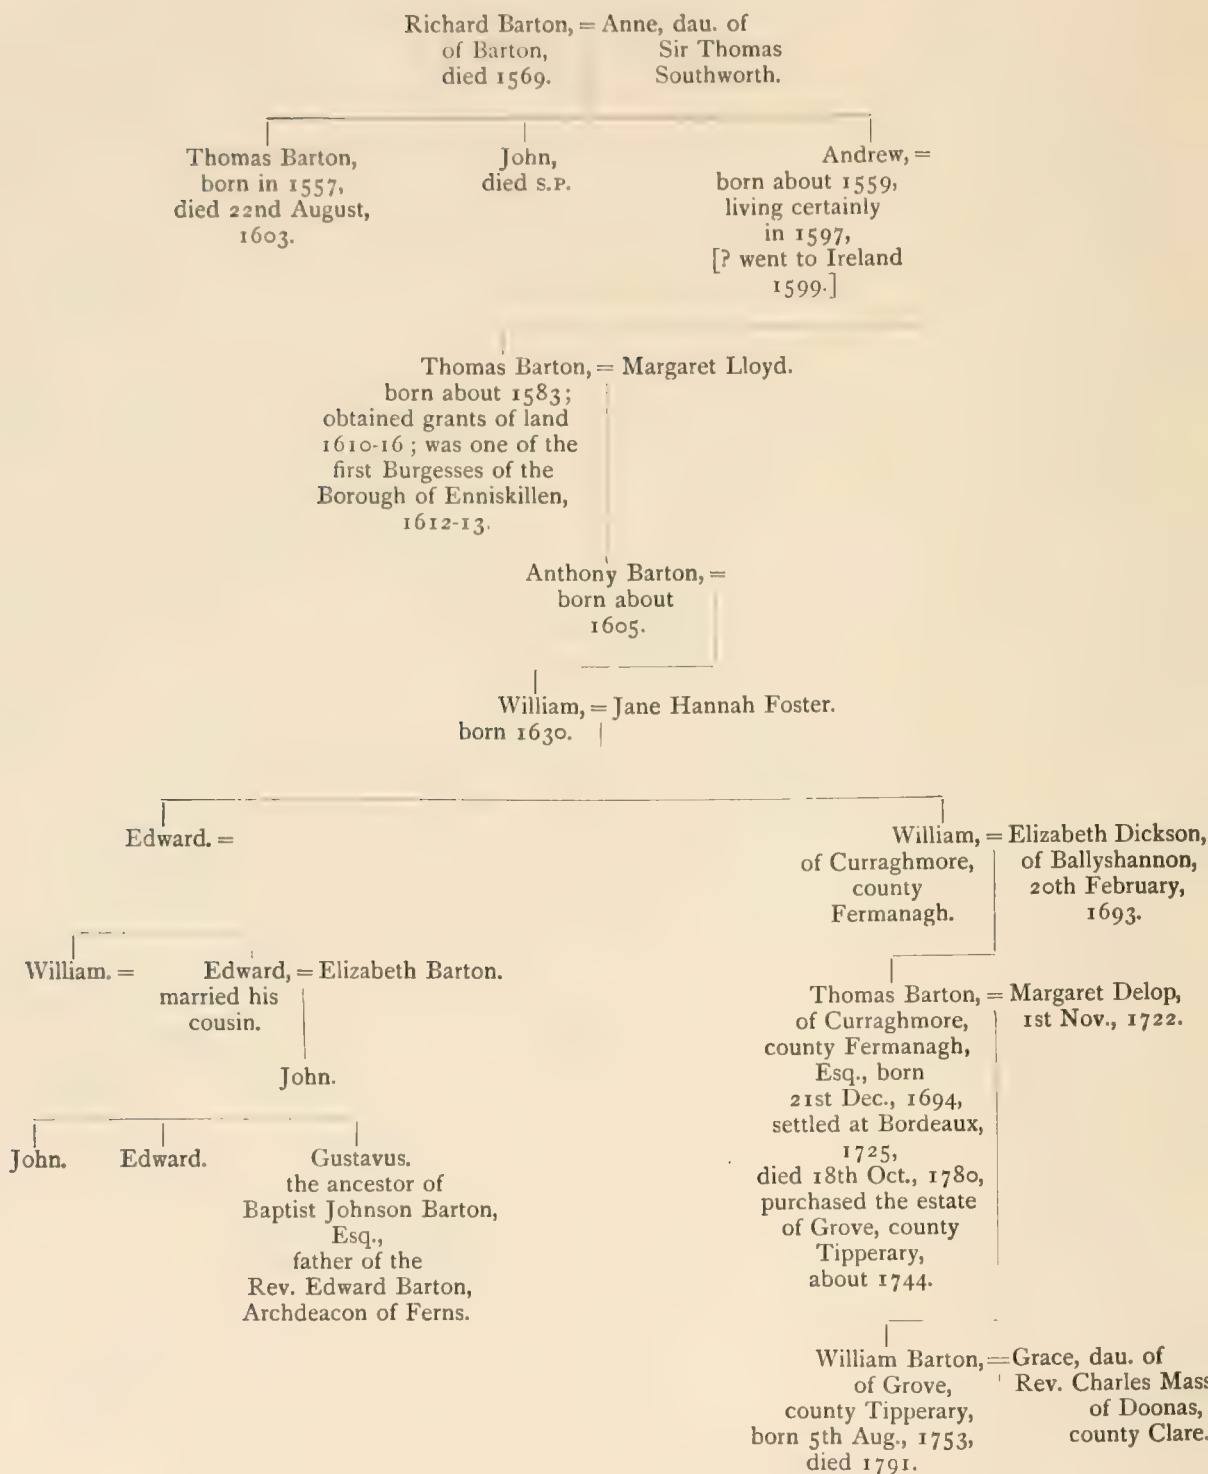 Richard Barton, = Anne, dau. of
of Barton, Sir Thomas
died 1569. Southworth.
Thomas Barton,
born in 1557,
died 22nd August,
1603.
John,
died S.P.
Andrew, =
born about 1559,
living certainly
in 1597,
[? went to Ireland
1599.]
Thomas Barton, = Margaret Lloyd.
born about 1583;
obtained grants of land
1610-16; was one of the
first Burgesses of the
Borough of Enniskillen,
1612-13.
Anthony Barton, =
born about
1605.
William, = Jane Hannah Foster.
born 1630.
Edward. =
William, = Elizabeth Dickson,
of Curraghmore, of Ballyshannon,
county 20th February,
Fermanagh. 1693.
William. =
Edward, = Elizabeth Barton.
married his
cousin.
John.
Thomas Barton, = Margaret Delop,
of Curraghmore, 1st Nov., 1722.
county Fermanagh,
Esq., born
21st Dec., 1694,
settled at Bordeaux,
1725,
died 18th Oct., 1780,
purchased the estate
of Grove, county
Tipperary,
about 1744.
John.
Edward.
Gustavus.
the ancestor of
Baptist Johnson Barton,
Esq.,
father of the
Rev. Edward Barton,
Archdeacon of Ferns.
William Barton, = Grace, dau. of
of Grove, Rev. Charles
county Tipperary, of Doonas,
born 5th Aug., 1753, county Clare.
died 1791.